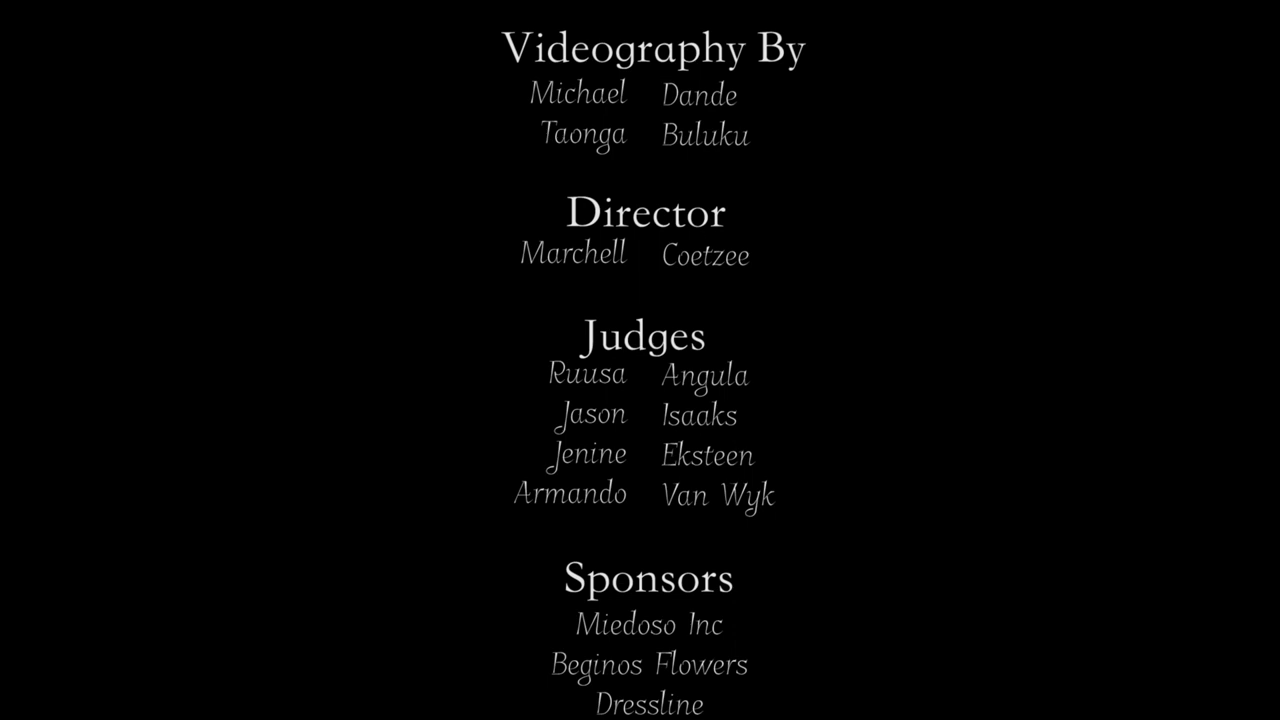 Videography By
Michael Dande
Taonga Buluku
Director
Marchell Coetzee
Judges
Ruusa Angula
Jason Isaaks
Jenine Eksteen
Armando Van Wyk
Sponsors
Miedoso Inc
Beginos Flowers
Dressline